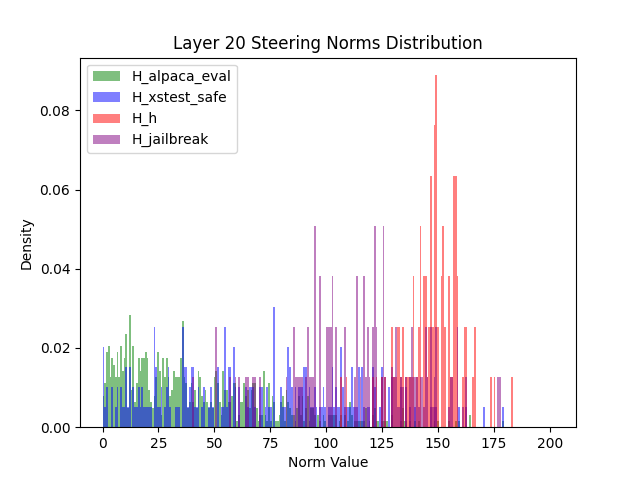 Layer 20 Steering Norms Distribution
H_alpaca_eval
H_xstest_safe
H_h
H_jailbreak
Density
0.08
0.06
0.04
0.02
0.00
0 25 50 75 100 125 150 175 200
Norm Value